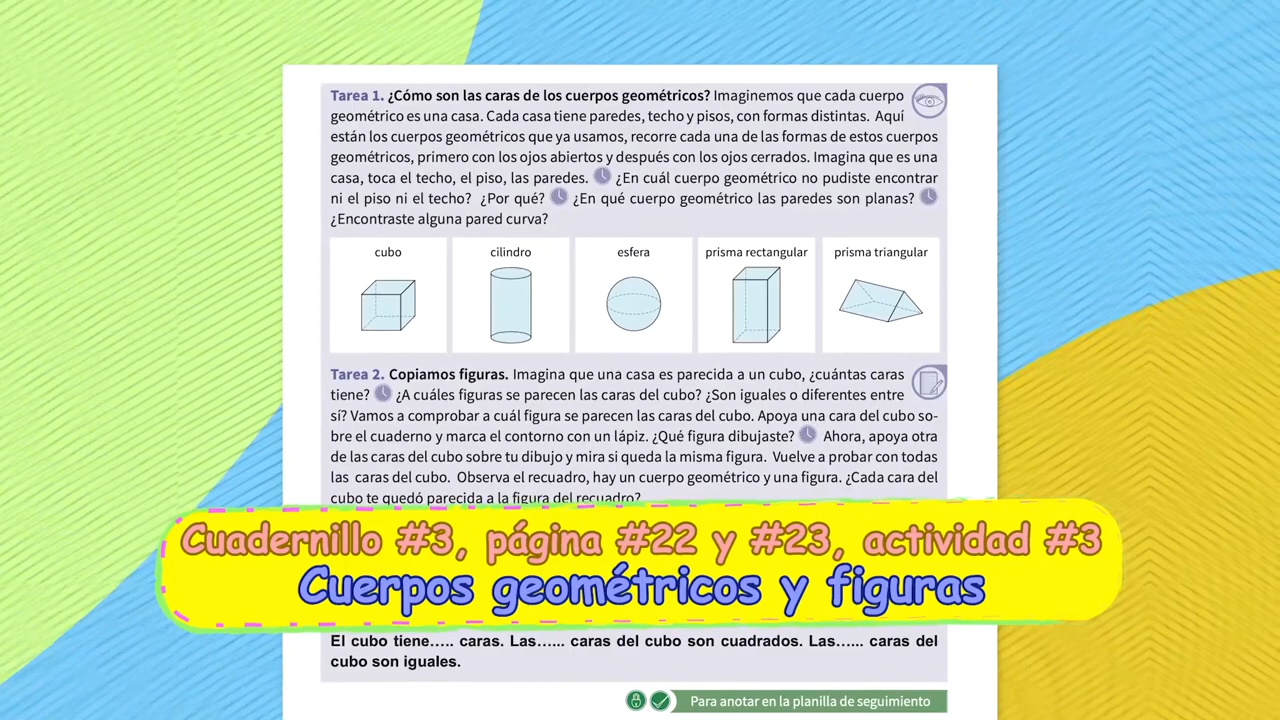 Tarea 1. ¿Cómo son las caras de los cuerpos geométricos? Imaginemos que cada cuerpo
geométrico es una casa. Cada casa tiene paredes, techo y pisos, con formas distintas. Aquí
están los cuerpos geométricos que ya usamos, recorre cada una de las formas de estos cuerpos
geométricos, primero con los ojos abiertos y después con los ojos cerrados. Imagina que es una
casa, toca el techo, el piso, las paredes. ¿En cuál cuerpo geométrico no pudiste encontrar
ni el piso ni el techo? ¿Por qué? ¿En qué cuerpo geométrico las paredes son planas?
¿Encontraste alguna pared curva?
cubo
cilindro
esfera
prisma rectangular
prisma triangular
Tarea 2. Copiamos figuras. Imagina que una casa es parecida a un cubo, ¿cuántas caras
tiene? ¿A cuáles figuras se parecen las caras del cubo? ¿Son iguales o diferentes entre
sí? Vamos a comprobar a cuál figura se parecen las caras del cubo. Apoya una cara del cubo so-
bre el cuaderno y marca el contorno con un lápiz. ¿Qué figura dibujaste? Ahora, apoya otra
de las caras del cubo sobre tu dibujo y mira si queda la misma figura. Vuelve a probar con todas
las caras del cubo. Observa el recuadro, hay un cuerpo geométrico y una figura. ¿Cada cara del
cubo te quedó parecida a la figura del recuadro?
Cuadernillo #3, página #22 y #23, actividad #3
Cuerpos geométricos y figuras
El cubo tiene….. caras. Las…... caras del cubo son cuadrados. Las…... caras del
cubo son iguales.
Para anotar en la planilla de seguimiento